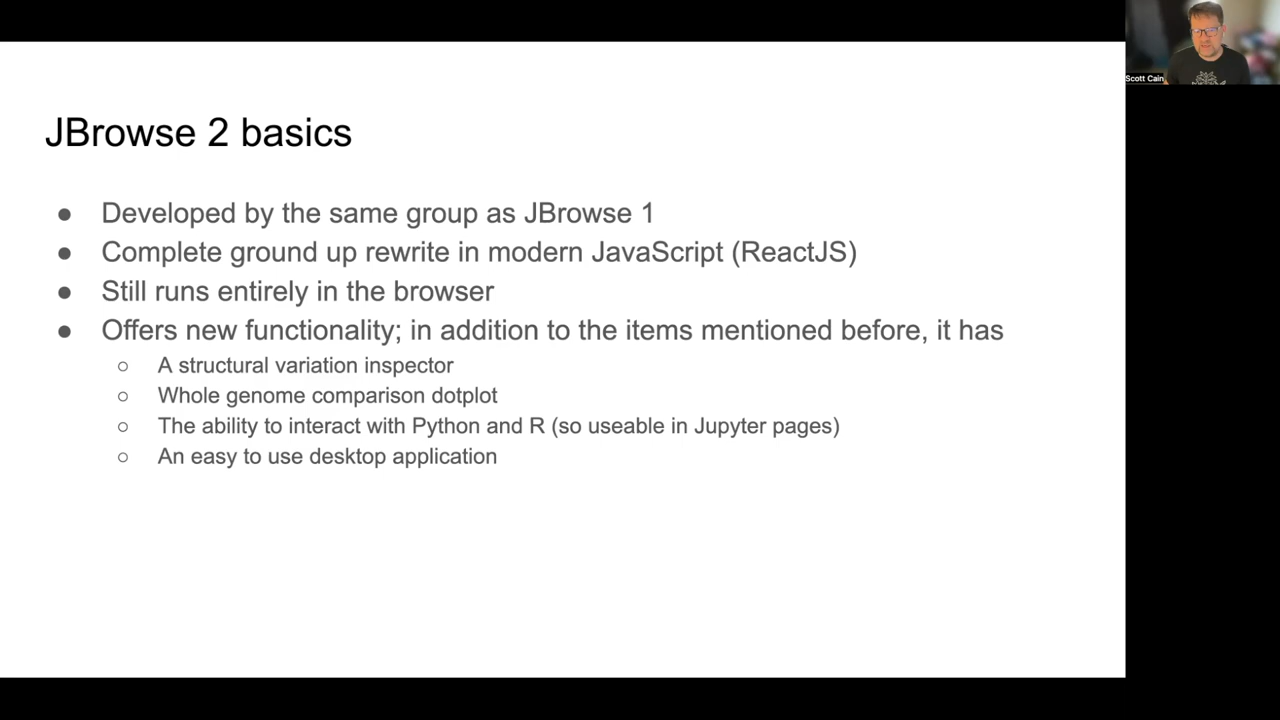 JBrowse 2 basics
● Developed by the same group as JBrowse 1
● Complete ground up rewrite in modern JavaScript (ReactJS)
● Still runs entirely in the browser
● Offers new functionality; in addition to the items mentioned before, it has
○ A structural variation inspector
○ Whole genome comparison dotplot
○ The ability to interact with Python and R (so useable in Jupyter pages)
○ An easy to use desktop application
Scott Cain